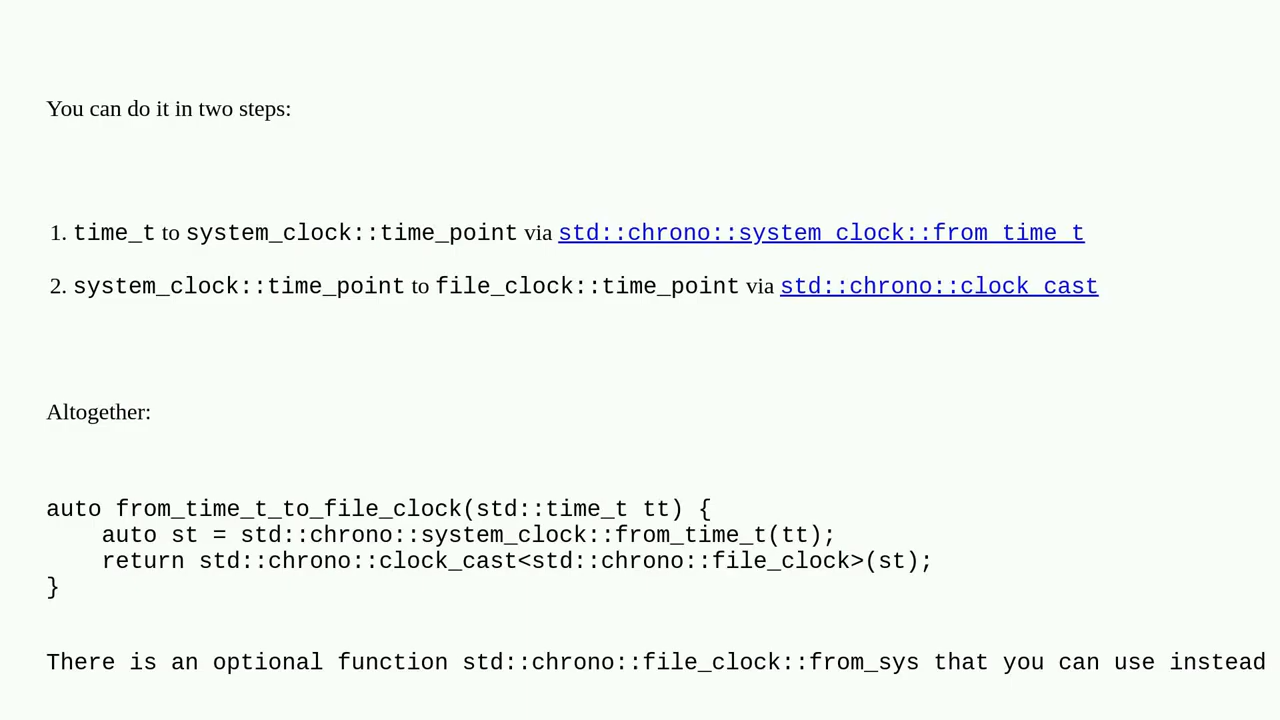 You can do it in two steps:
1. time_t to system_clock::time_point via std::chrono::system_clock::from_time_t
2. system_clock::time_point to file_clock::time_point via std::chrono::clock_cast
Altogether:
auto from_time_t_to_file_clock(std::time_t tt) {
    auto st = std::chrono::system_clock::from_time_t(tt);
    return std::chrono::clock_cast<std::chrono::file_clock>(st);
}
There is an optional function std::chrono::file_clock::from_sys that you can use instead